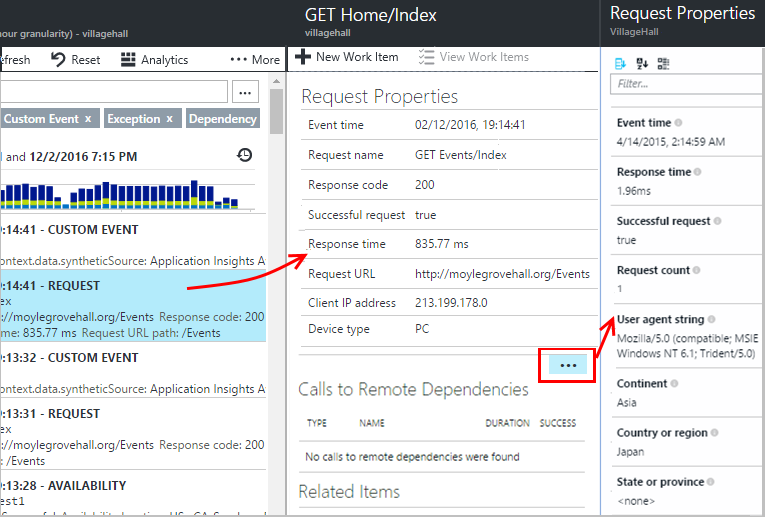 hour granularity) - villagehall
efresh
Reset
Analytics
... More
...
Custom Event x
Exception x
Dependency
l and 12/2/2016 7:15 PM
9:14:41 - CUSTOM EVENT
context.data.syntheticSource: Application Insights A
9:14:41 - REQUEST
ex
//moylegrovehall.org/Events Response code: 200
me: 835.77 ms Request URL path: /Events
9:13:32 - CUSTOM EVENT
context.data.syntheticSource: Application Insights A
9:13:31 - REQUEST
ex
//moylegrovehall.org/Events Response code: 200
: /Events
9:13:28 - AVAILABILITY
est1
GET Home/Index
villagehall
New Work Item
View Work Items
Request Properties
Event time 02/12/2016, 19:14:41
Request name GET Events/Index
Response code 200
Successful request true
Response time 835.77 ms
Request URL http://moylegrovehall.org/Events
Client IP address 213.199.178.0
Device type PC
...
Calls to Remote Dependencies
TYPE NAME DURATION SUCCESS
No calls to remote dependencies were found
Related Items
Request Properties
VillageHall
Filter...
Event time
4/14/2015, 2:14:59 AM
Response time
1.96ms
Successful request
true
Request count
1
User agent string
Mozilla/5.0 (compatible; MSIE
Windows NT 6.1; Trident/5.0)
Continent
Asia
Country or region
Japan
State or province
<none>